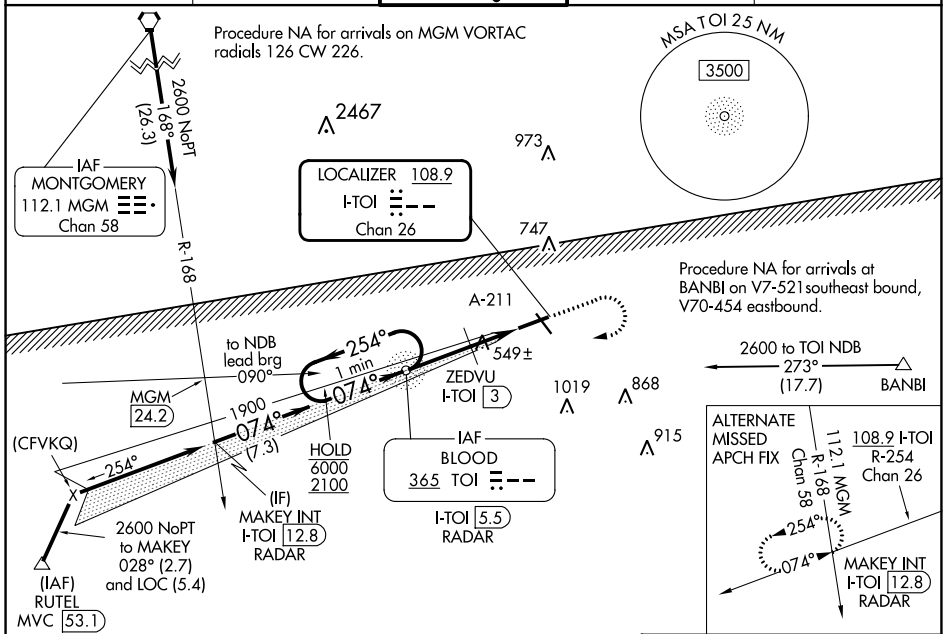 Procedure NA for arrivals on MGM VORTAC
radials 126 CW 226.
MSA TOI 25 NM
3500
2600 NoPT
168°
(26.3)
2467
973
IAF
MONTGOMERY
112.1 MGM
Chan 58
LOCALIZER 108.9
I-TOI
Chan 26
747
R-168
Procedure NA for arrivals at
BANBI on V7-521 southeast bound,
V70-454 eastbound.
A-211
to NDB
lead brg
090°
254°
1 min
074°
549±
ZEDVU
I-TOI 3
2600 to TOI NDB
273°
(17.7)
BANBI
MGM
24.2
1900
074°
(7.3)
1019
868
915
(CFVKQ)
254°
HOLD
6000
2100
IAF
BLOOD
365 TOI
I-TOI 5.5
RADAR
(IF)
MAKEY INT
I-TOI 12.8
RADAR
2600 NoPT
to MAKEY
028° (2.7)
and LOC (5.4)
(IAF)
RUTEL
MVC 53.1
ALTERNATE
MISSED
APCH FIX
112.1 MGM
R-168
Chan 58
108.9 I-TOI
R-254
Chan 26
254°
074°
MAKEY INT
I-TOI 12.8
RADAR